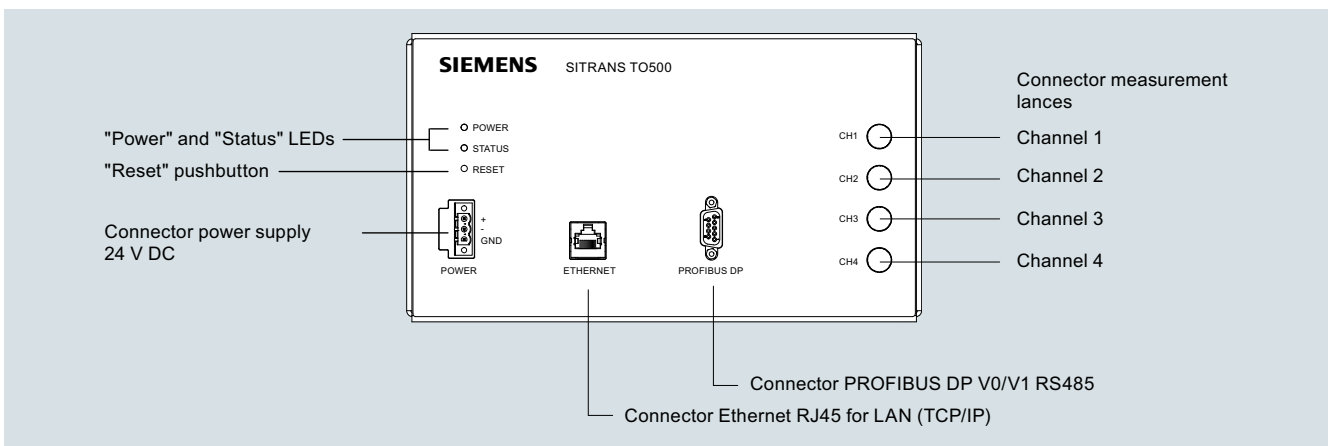 SIEMENS SITRANS TO500
Connector measurement
lances
"Power" and "Status" LEDs
POWER
STATUS
"Reset" pushbutton
RESET
CH1
Channel 1
CH2
Channel 2
CH3
Channel 3
CH4
Channel 4
Connector power supply
24 V DC
+
-
GND
POWER
ETHERNET
PROFIBUS DP
Connector PROFIBUS DP V0/V1 RS485
Connector Ethernet RJ45 for LAN (TCP/IP)